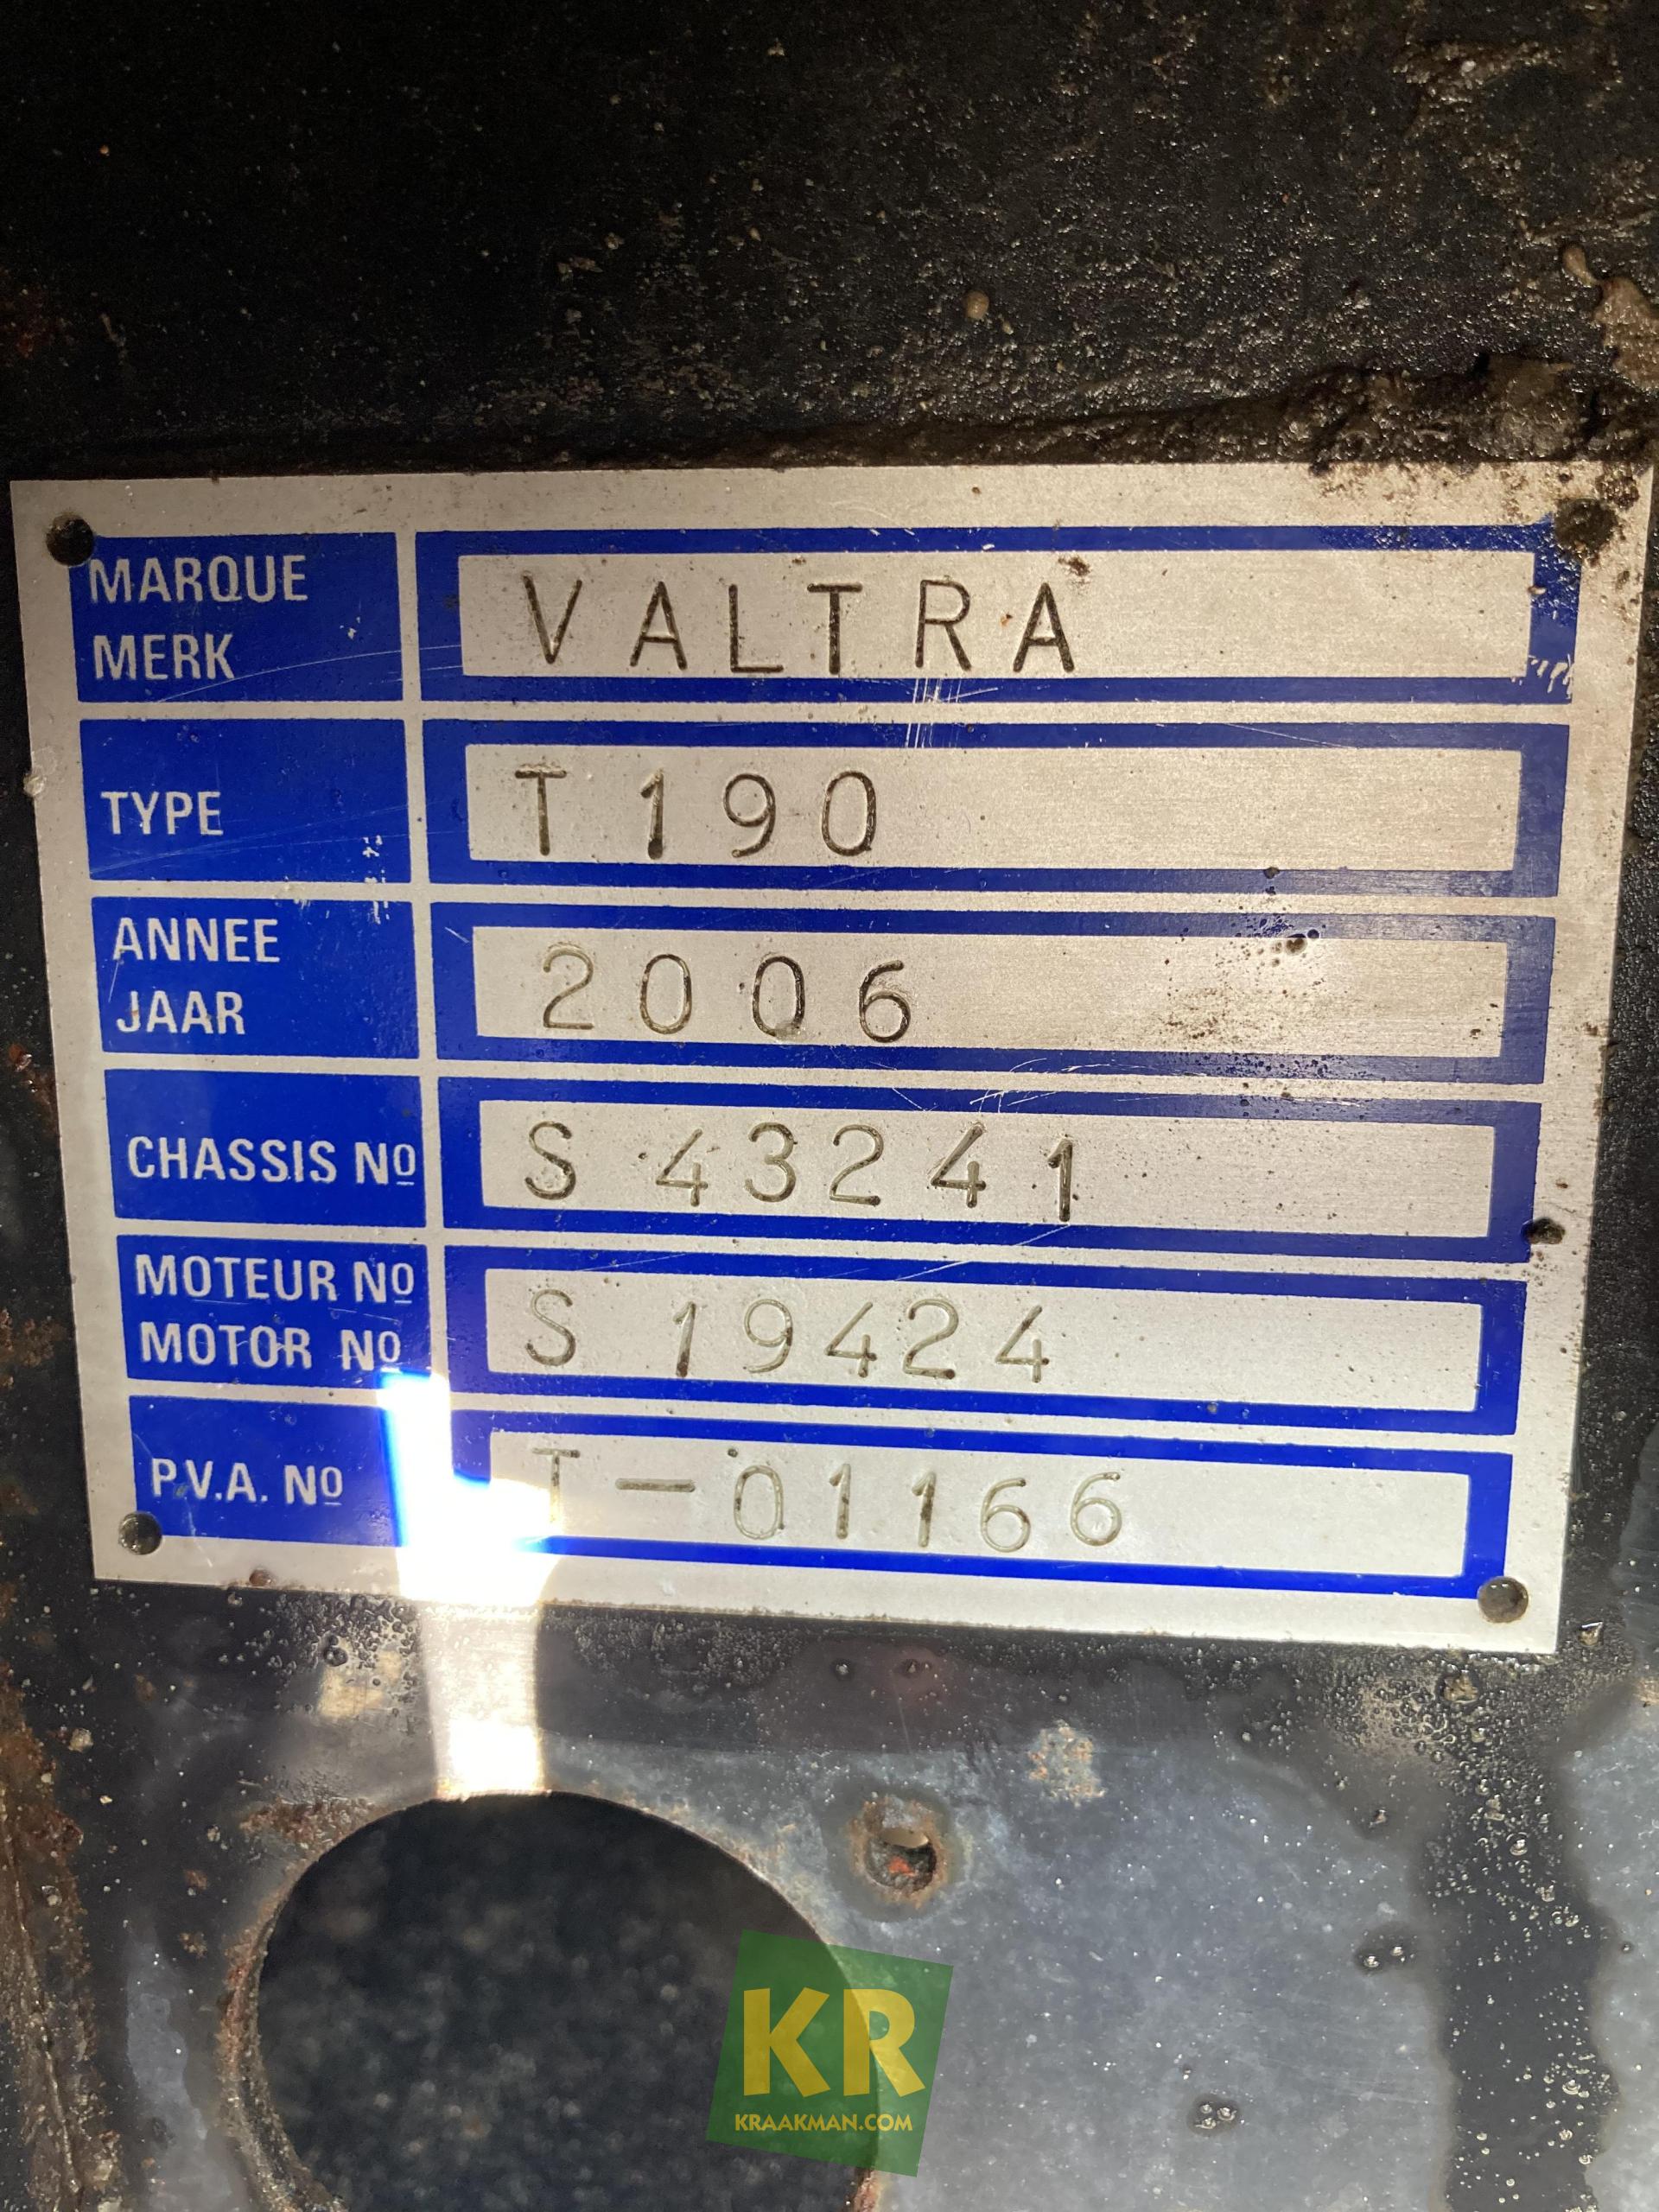 MARQUE
MERK
VALTRA
TYPE
T190
ANNEE
JAAR
2006
CHASSIS Nº
S 43241
MOTEUR Nº
MOTOR Nº
S 19424
P.V.A. Nº
T-01166
KR
KRAAKMAN.COM